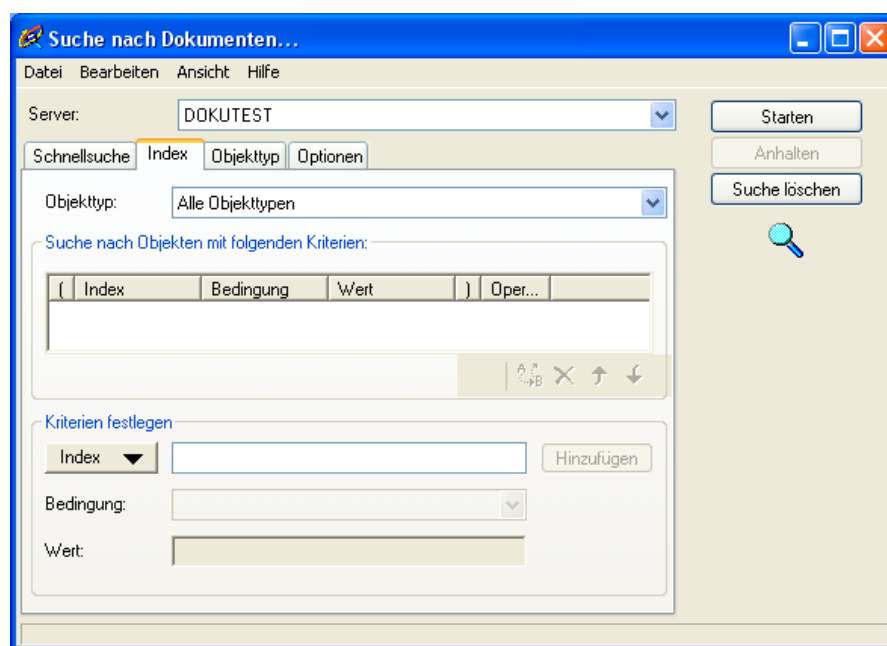 Suche nach Dokumenten...
Datei Bearbeiten Ansicht Hilfe
Server: DOKUTEST
Starten
Schnellsuche Index Objekttyp Optionen
Anhalten
Objekttyp: Alle Objekttypen
Suche löschen
Suche nach Objekten mit folgenden Kriterien:
( Index Bedingung Wert ) Oper...
A B
Kriterien festlegen
Index Hinzufügen
Bedingung:
Wert: